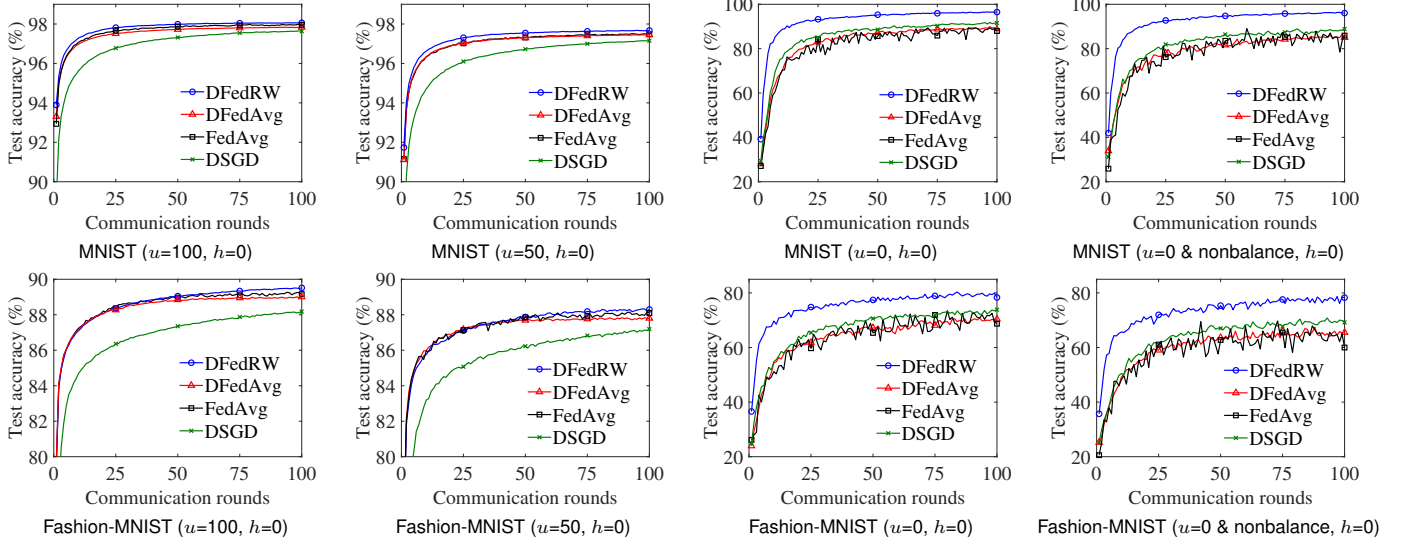 Test accuracy (%)
98
96
94
92
90
DFedRW
DFedAvg
FedAvg
DSGD
0 25 50 75 100
Communication rounds
MNIST (u=100, h=0)
Test accuracy (%)
98
96
94
92
90
DFedRW
DFedAvg
FedAvg
DSGD
0 25 50 75 100
Communication rounds
MNIST (u=50, h=0)
Test accuracy (%)
100
80
60
40
20
DFedRW
DFedAvg
FedAvg
DSGD
0 25 50 75 100
Communication rounds
MNIST (u=0, h=0)
Test accuracy (%)
100
80
60
40
20
DFedRW
DFedAvg
FedAvg
DSGD
0 25 50 75 100
Communication rounds
MNIST (u=0 & nonbalance, h=0)
Test accuracy (%)
90
88
86
84
82
80
DFedRW
DFedAvg
FedAvg
DSGD
0 25 50 75 100
Communication rounds
Fashion-MNIST (u=100, h=0)
Test accuracy (%)
90
88
86
84
82
80
DFedRW
DFedAvg
FedAvg
DSGD
0 25 50 75 100
Communication rounds
Fashion-MNIST (u=50, h=0)
Test accuracy (%)
80
60
40
20
DFedRW
DFedAvg
FedAvg
DSGD
0 25 50 75 100
Communication rounds
Fashion-MNIST (u=0, h=0)
Test accuracy (%)
80
60
40
20
DFedRW
DFedAvg
FedAvg
DSGD
0 25 50 75 100
Communication rounds
Fashion-MNIST (u=0 & nonbalance, h=0)